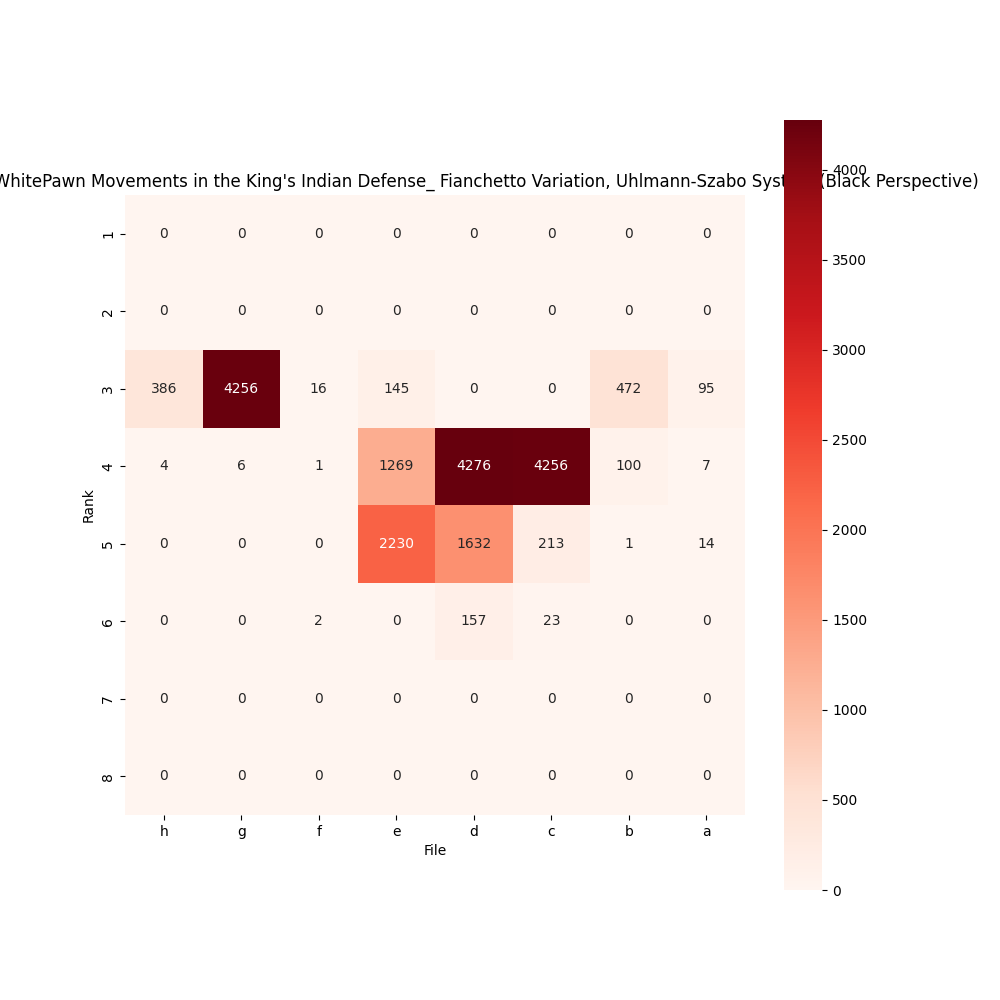 WhitePawn Movements in the King's Indian Defense_ Fianchetto Variation, Uhlmann-Szabo Syst (Black Perspective)
1 0 0 0 0 0 0 0 0
2 0 0 0 0 0 0 0 0
3 386 4256 16 145 0 0 472 95
4 4 6 1 1269 4276 4256 100 7
5 0 0 0 2230 1632 213 1 14
6 0 0 2 0 157 23 0 0
7 0 0 0 0 0 0 0 0
8 0 0 0 0 0 0 0 0
h g f e d c b a
File
Rank
4000
3500
3000
2500
2000
1500
1000
500
0